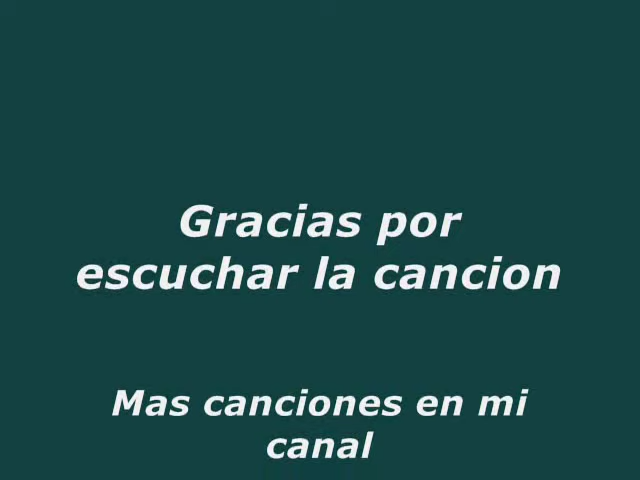 Gracias por
escuchar la cancion
Mas canciones en mi
canal